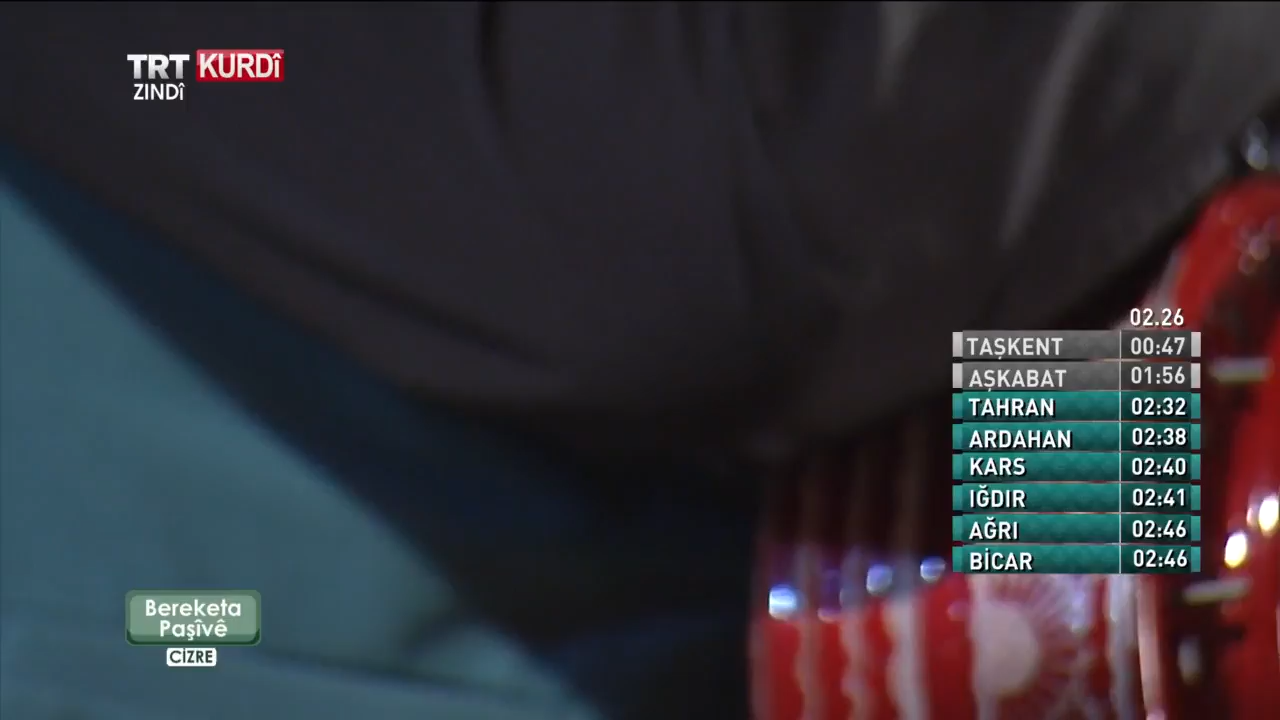 TRT KURDÎ
ZINDÎ
02.26
TAŞKENT 00:47
AŞKABAT 01:56
TAHRAN 02:32
ARDAHAN 02:38
KARS 02:40
IĞDIR 02:41
AĞRI 02:46
BİCAR 02:46
Bereketa
Paşîvê
CİZRE